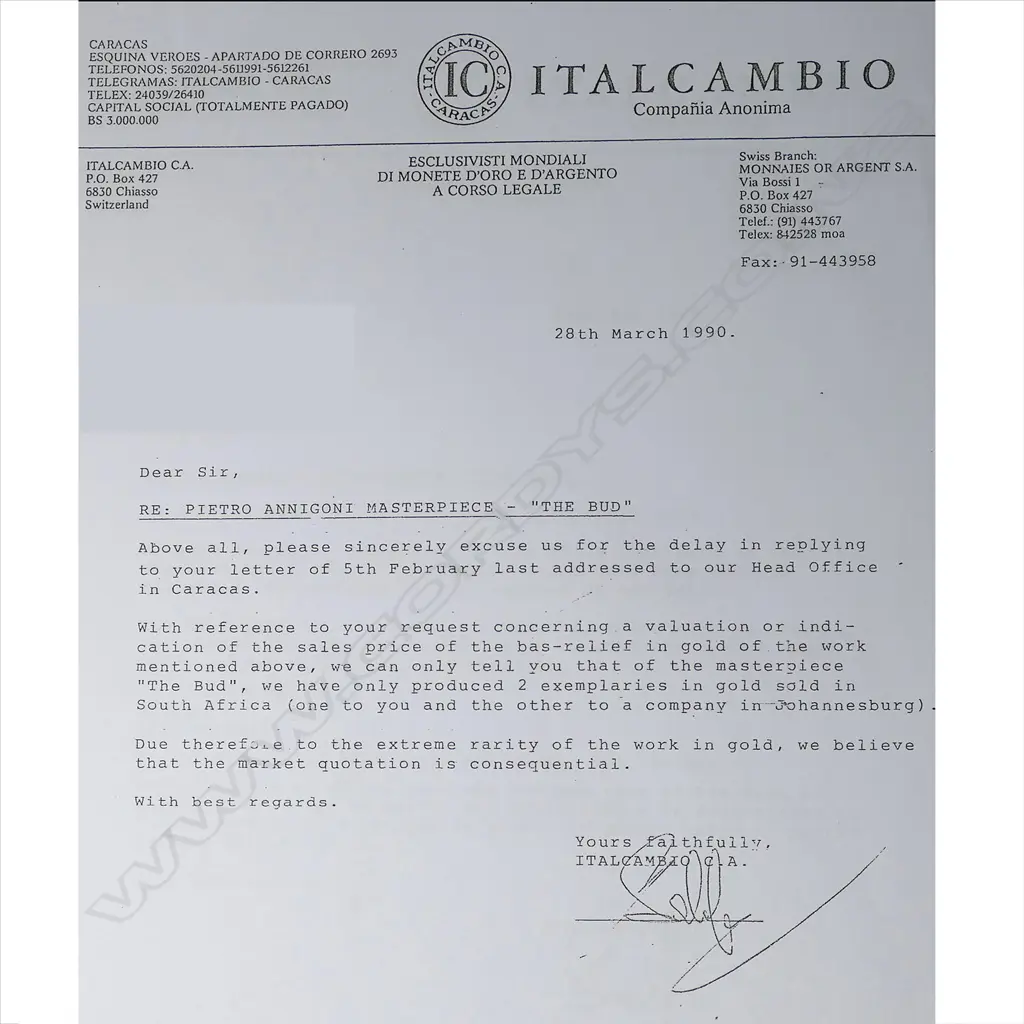 CARACAS
ESQUINA VEROES - APARTADO DE CORRERO 2693
TELEFONOS: 5620204-5611991-5612261
TELEGRAMAS: ITALCAMBIO - CARACAS
TELEX: 24039/26410
CAPITAL SOCIAL (TOTALMENTE PAGADO)
BS 3.000.000
ITALCAMBIO C.A.
IC
- CARACAS -
ITALCAMBIO
Compañia Anonima
ITALCAMBIO C.A.
P.O. Box 427
6830 Chiasso
Switzerland
ESCLUSIVISTI MONDIALI
DI MONETE D'ORO E D'ARGENTO
A CORSO LEGALE
Swiss Branch:
MONNAIES OR ARGENT S.A.
Via Bossi 1
P.O. Box 427
6830 Chiasso
Telef.: (91) 443767
Telex: 842528 moa
Fax: 91-443958
28th March 1990.
Dear Sir,
RE: PIETRO ANNIGONI MASTERPIECE - "THE BUD"
Above all, please sincerely excuse us for the delay in replying
to your letter of 5th February last addressed to our Head Office
in Caracas.
With reference to your request concerning a valuation or indi-
cation of the sales price of the bas-relief in gold of the work
mentioned above, we can only tell you that of the masterpiece
"The Bud", we have only produced 2 exemplaries in gold sold in
South Africa (one to you and the other to a company in Johannesburg).
Due therefore to the extreme rarity of the work in gold, we believe
that the market quotation is consequential.
With best regards.
Yours faithfully,
ITALCAMBIO C.A.
WWW.CORDYS.CO.NZ